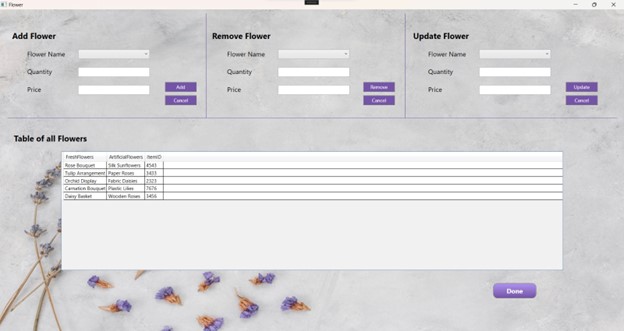 Flower
Add Flower
Flower Name
Quantity
Price
Add
Cancel
Remove Flower
Flower Name
Quantity
Price
Remove
Cancel
Update Flower
Flower Name
Quantity
Price
Update
Cancel
Table of all Flowers
FreshFlowers ArtificialFlowers ItemID
Rose Bouquet Silk Sunflowers 4543
Tulip Arrangement Paper Roses 3433
Orchid Display Fabric Daisies 2323
Carnation Bouquet Plastic Lilies 7676
Daisy Basket Wooden Roses 3456
Done